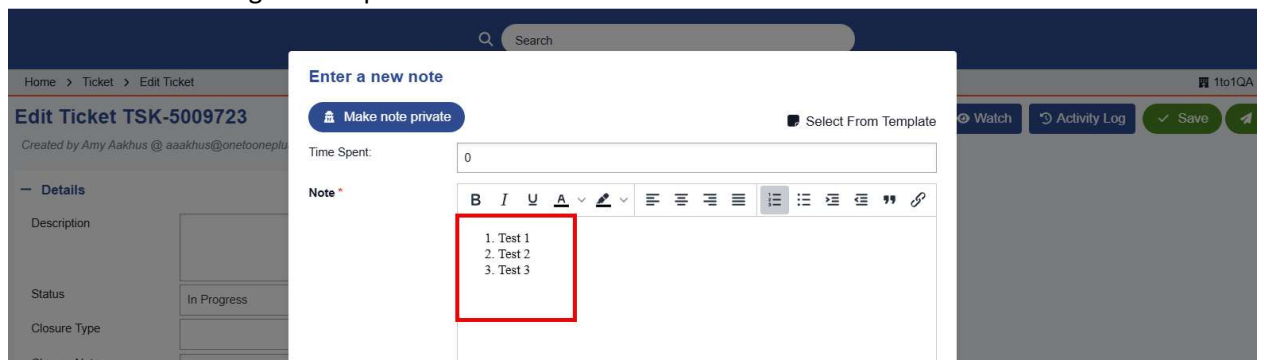 Search
Home > Ticket > Edit Ticket
1to1QA
Edit Ticket TSK-5009723
Watch
Activity Log
Save
Created by Amy Aakhus @ aaakhus@onetooneplu
Details
Description
Status
In Progress
Closure Type
Enter a new note
Make note private
Select From Template
Time Spent:
0
Note *
B I U A
1. Test 1
2. Test 2
3. Test 3